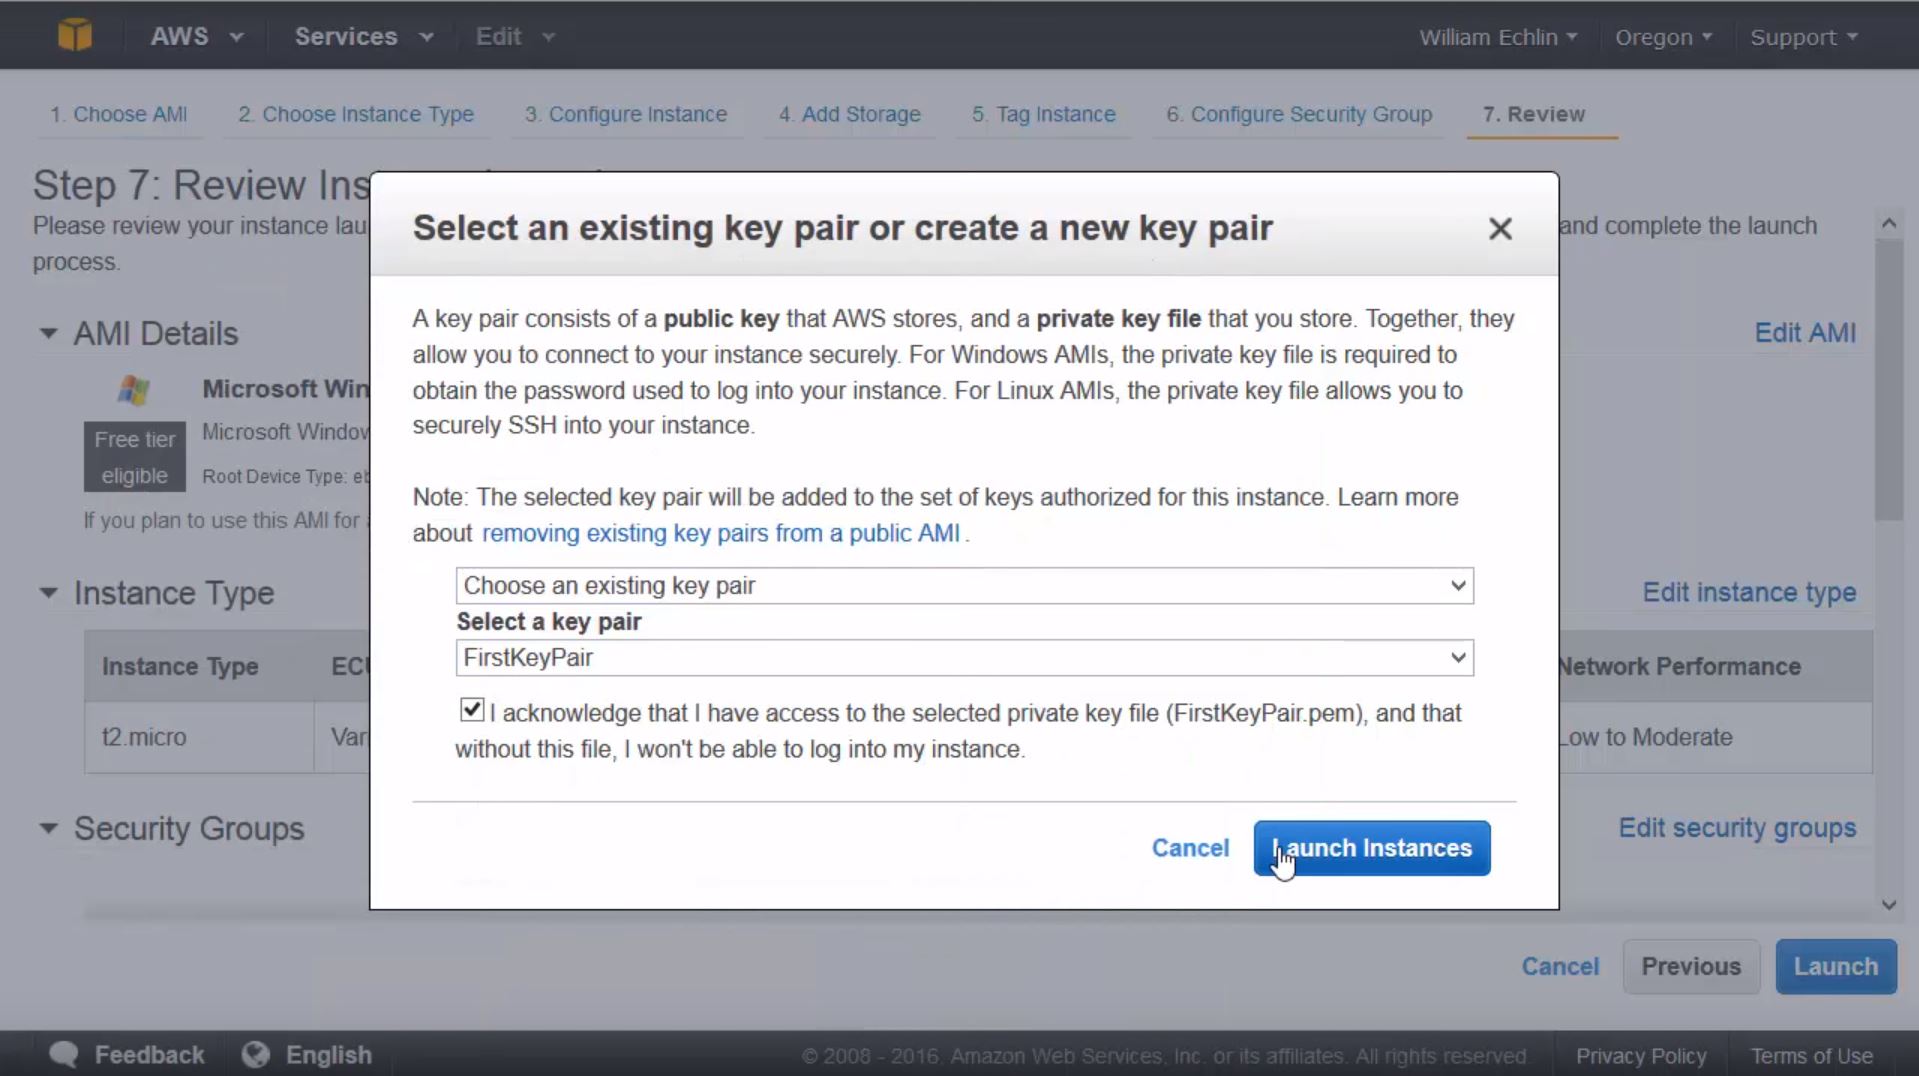 AWS Services Edit William Echlin Oregon Support
1. Choose AMI 2. Choose Instance Type 3. Configure Instance 4. Add Storage 5. Tag Instance 6. Configure Security Group 7. Review
Step 7: Review
Please review your instance and complete the launch
process.
Select an existing key pair or create a new key pair
A key pair consists of a public key that AWS stores, and a private key file that you store. Together, they
allow you to connect to your instance securely. For Windows AMIs, the private key file is required to
obtain the password used to log into your instance. For Linux AMIs, the private key file allows you to
securely SSH into your instance.
Note: The selected key pair will be added to the set of keys authorized for this instance. Learn more
about removing existing key pairs from a public AMI.
Choose an existing key pair
Select a key pair
FirstKeyPair
I acknowledge that I have access to the selected private key file (FirstKeyPair.pem), and that
without this file, I won't be able to log into my instance.
Cancel Launch Instances
AMI Details Edit AMI
Microsoft
Free tier
eligible
Microsoft
Root Device Type:
If you plan to use this AMI for
Instance Type Edit instance type
Instance Type Network Performance
t2.micro Low to Moderate
Security Groups Edit security groups
Cancel Previous Launch
Feedback English © 2008 - 2016, Amazon Web Services, Inc. or its affiliates. All rights reserved. Privacy Policy Terms of Use